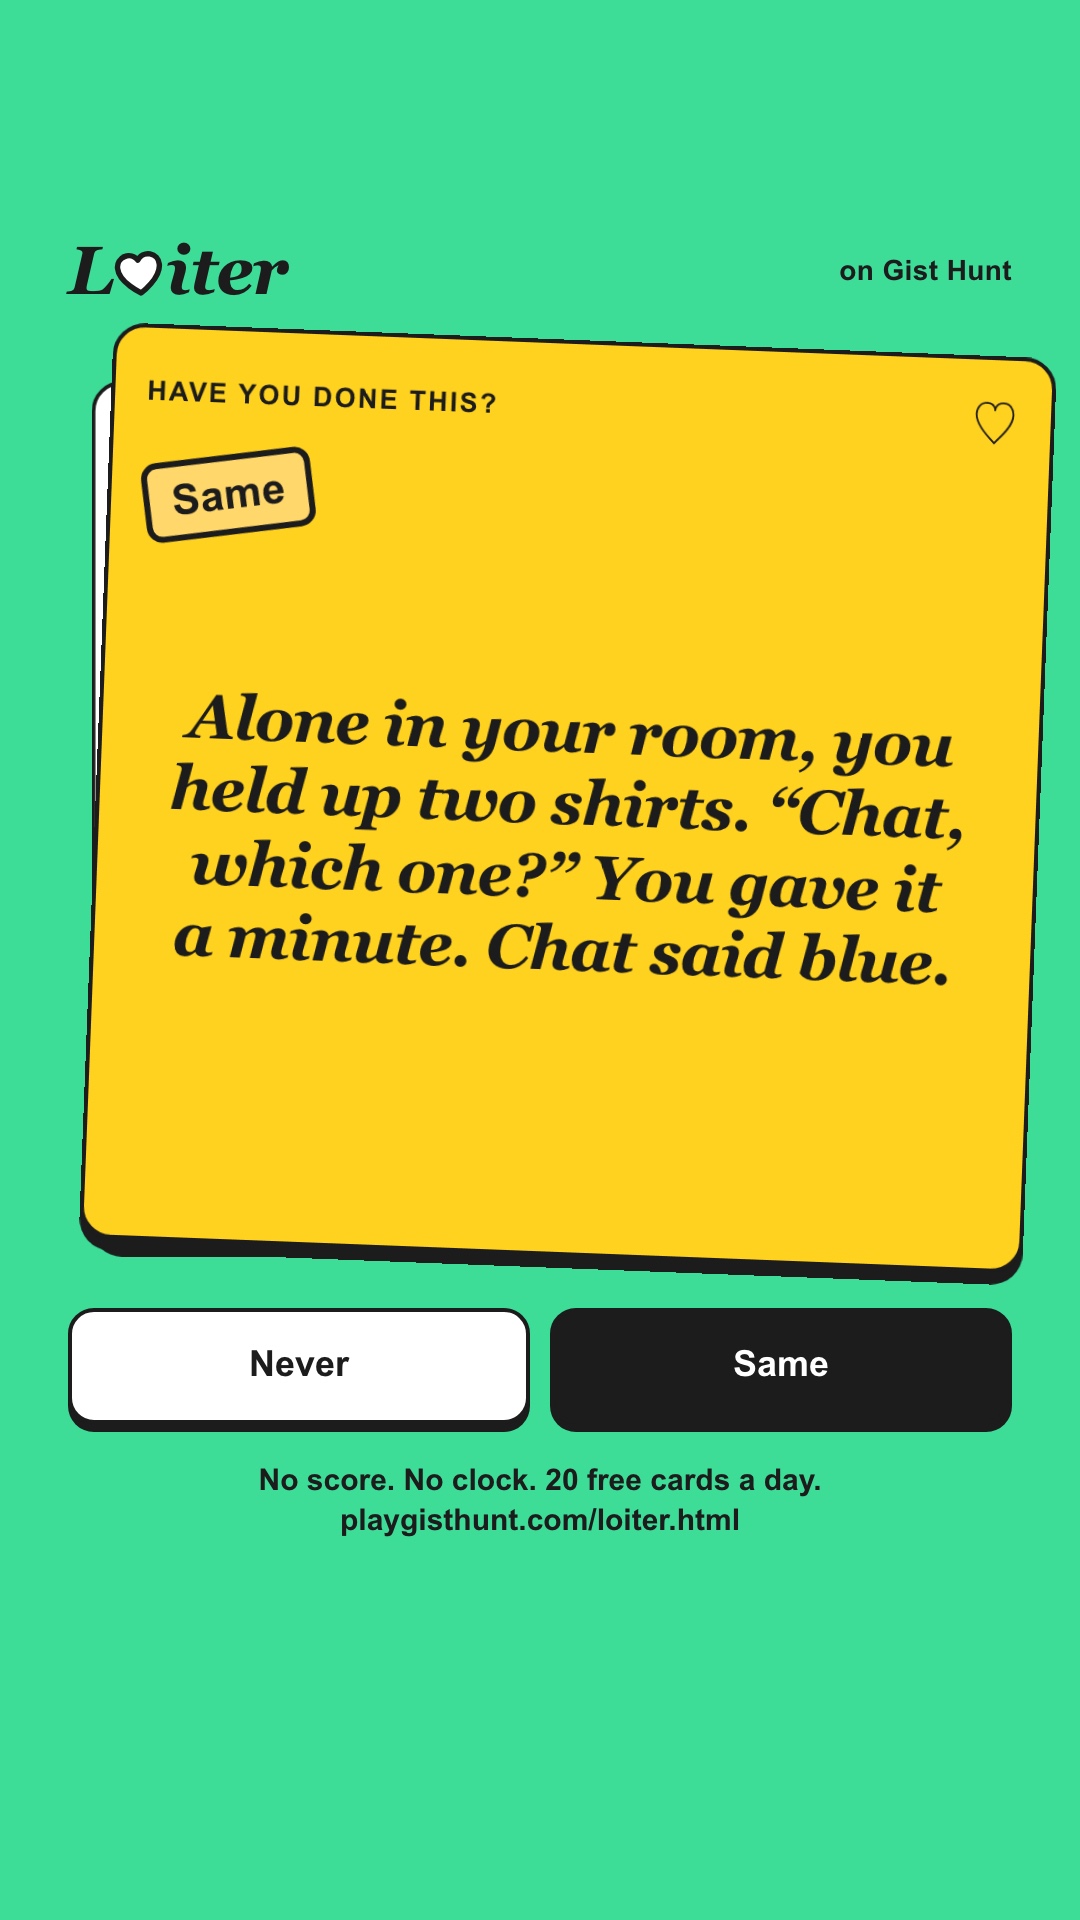 Loiter
on Gist Hunt
HAVE YOU DONE THIS?
Same
Alone in your room, you
held up two shirts. “Chat,
which one?” You gave it
a minute. Chat said blue.
Never
Same
No score. No clock. 20 free cards a day.
playgisthunt.com/loiter.html